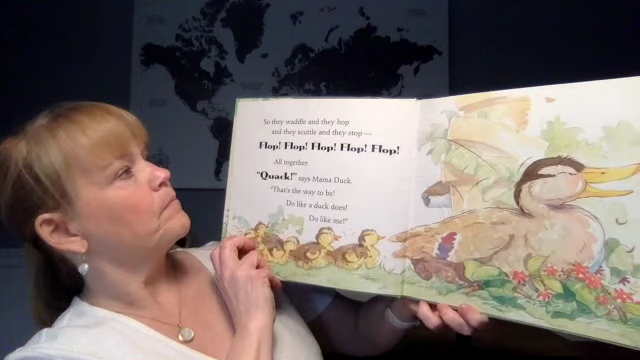 So they waddle and they hop
and they scuttle and they stop —
Flop! Flop! Flop! Flop! Flop!
All together.
"Quack!" says Mama Duck.
"That's the way to be!
Do like a duck does!
Do like me!"